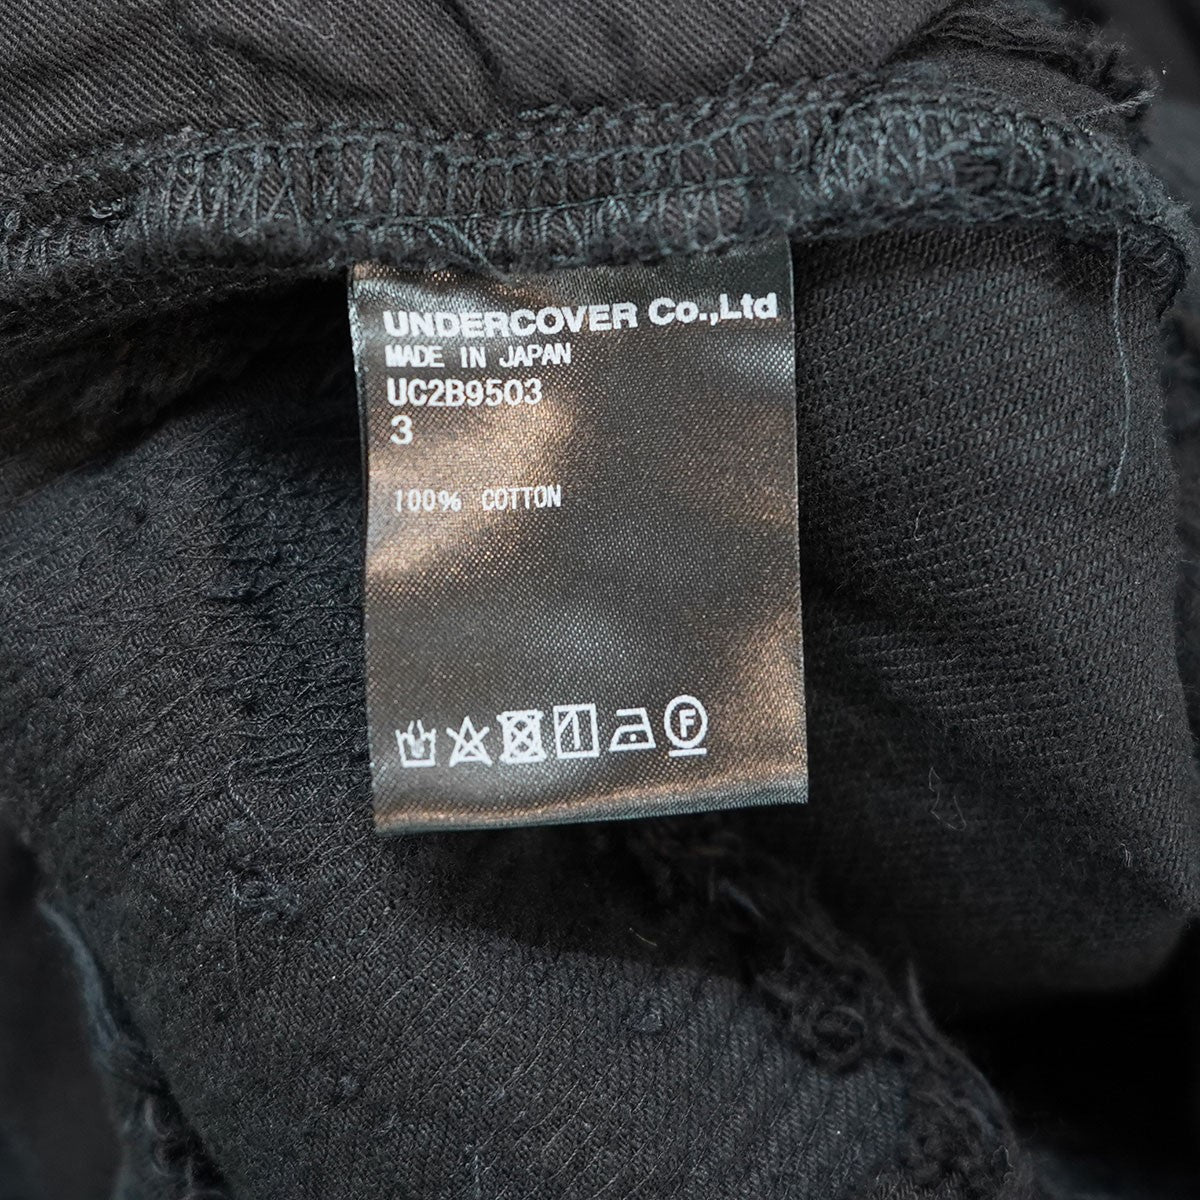 UNDERCOVER Co.,Ltd
MADE IN JAPAN
UC2B9503
3
100% COTTON
F